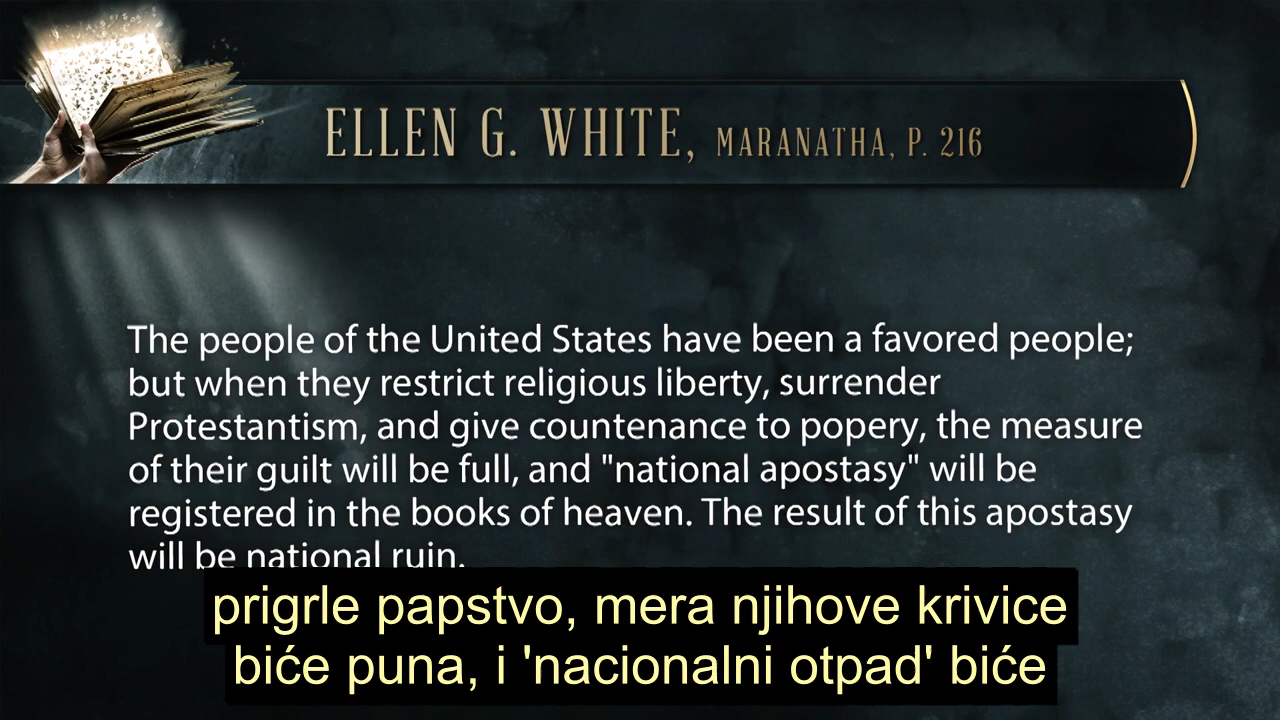 ELLEN G. WHITE, MARANATHA, P. 216
The people of the United States have been a favored people;
but when they restrict religious liberty, surrender
Protestantism, and give countenance to popery, the measure
of their guilt will be full, and "national apostasy" will be
registered in the books of heaven. The result of this apostasy
will be national ruin.
prigrle papstvo, mera njihove krivice
biće puna, i 'nacionalni otpad' biće